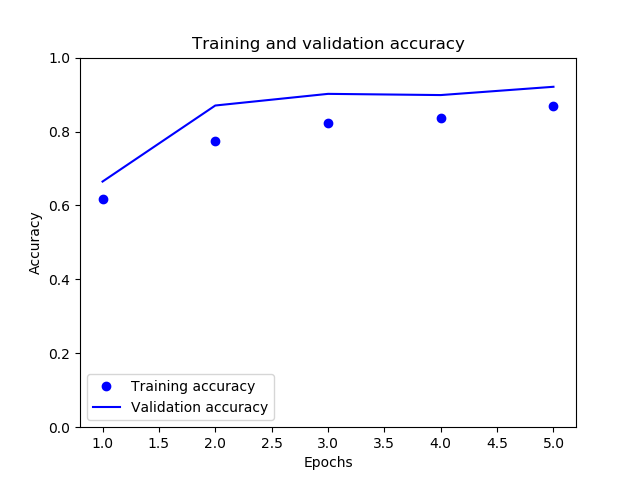 Training and validation accuracy
1.0
0.8
0.6
0.4
0.2
0.0
Accuracy
Training accuracy
Validation accuracy
1.0 1.5 2.0 2.5 3.0 3.5 4.0 4.5 5.0
Epochs